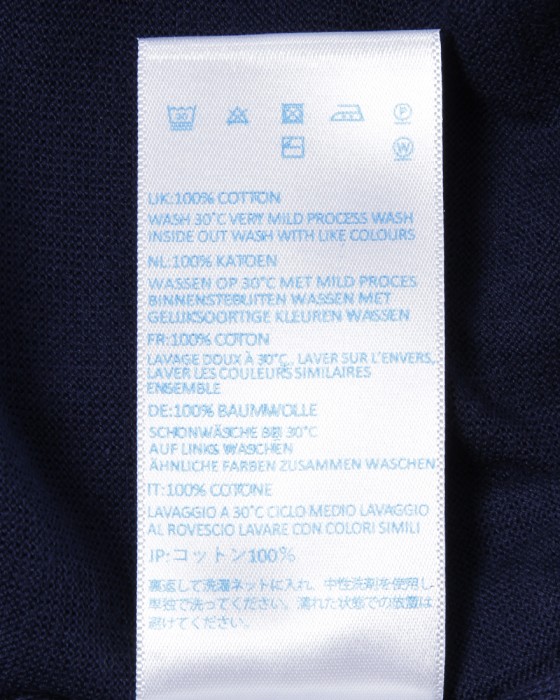 30
P
W
UK:100% COTTON
WASH 30°C VERY MILD PROCESS WASH
INSIDE OUT WASH WITH LIKE COLOURS
NL:100% KATOEN
WASSEN OP 30°C MET MILD PROCES
BINNENSTEBUITEN WASSEN MET
GELIJKSOORTIGE KLEUREN WASSEN
FR:100% COTON
LAVAGE DOUX À 30°C, LAVER SUR L'ENVERS,
LAVER LES COULEURS SIMILAIRES
ENSEMBLE
DE:100% BAUMWOLLE
SCHONWÄSCHE BEI 30°C
AUF LINKS WASCHEN
ÄHNLICHE FARBEN ZUSAMMEN WASCHEN
IT:100% COTONE
LAVAGGIO A 30°C CICLO MEDIO LAVAGGIO
AL ROVESCIO LAVARE CON COLORI SIMILI
JP:コットン100%
裏返して洗濯ネットに入れ、中性洗剤を使用し、
単独で洗ってください。濡れた状態での放置は
避けてください。